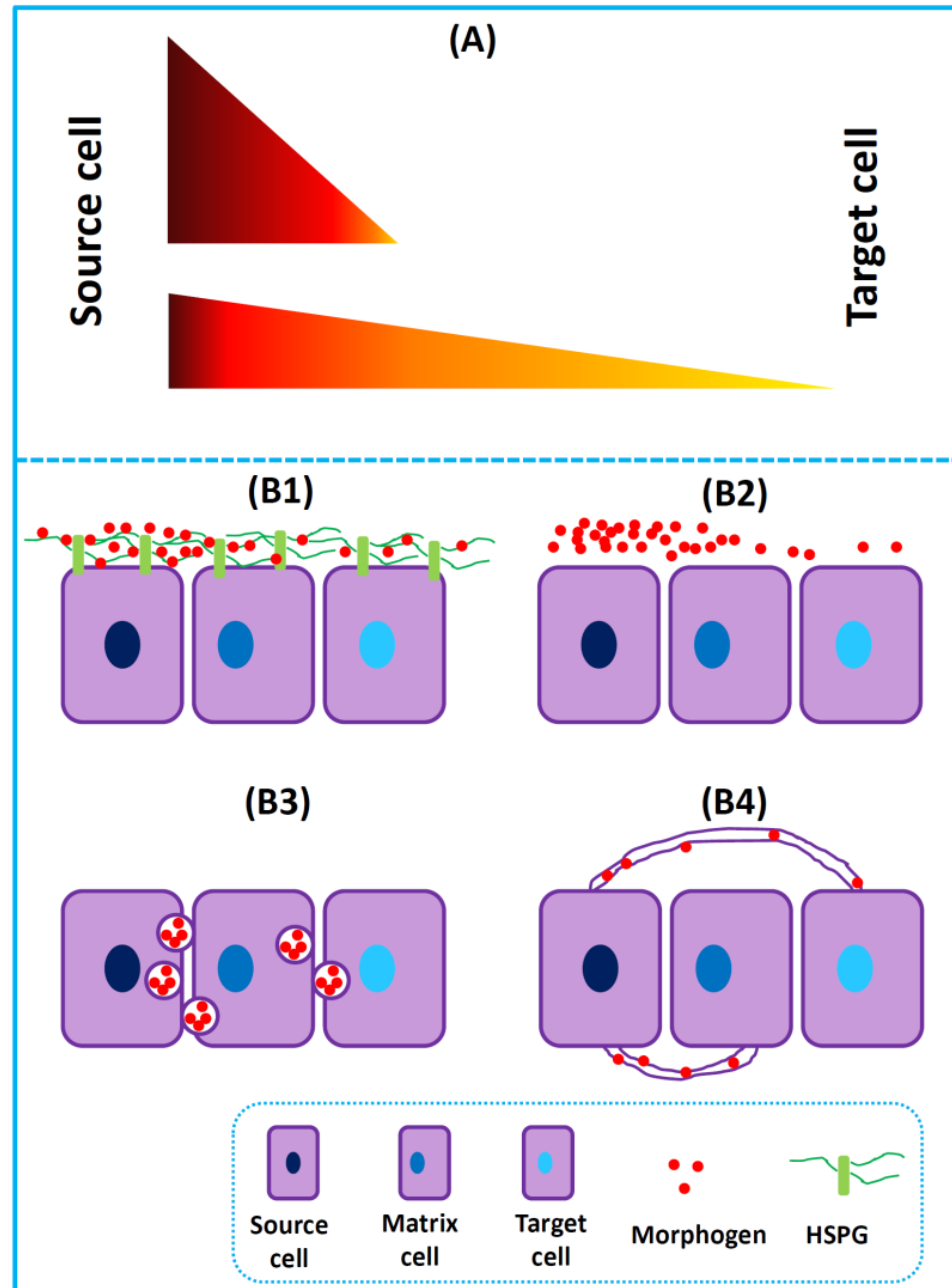 (A)
Source cell
Target cell
(B1)
(B2)
(B3)
(B4)
Source
cell
Matrix
cell
Target
cell
Morphogen
HSPG